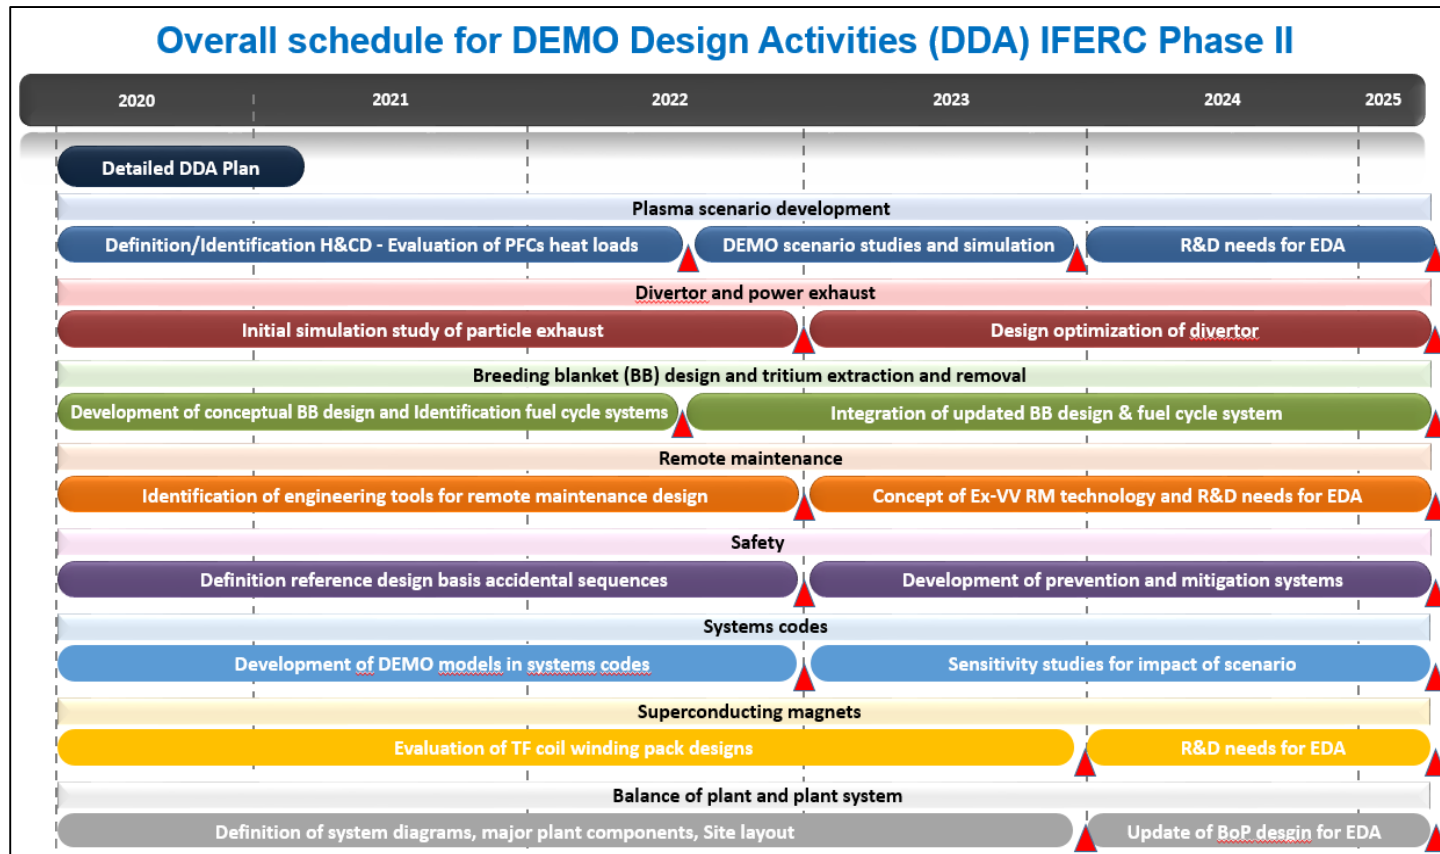 Overall schedule for DEMO Design Activities (DDA) IFERC Phase II
2020 2021 2022 2023 2024 2025
Detailed DDA Plan
Plasma scenario development
Definition/Identification H&CD - Evaluation of PFCs heat loads DEMO scenario studies and simulation R&D needs for EDA
Divertor and power exhaust
Initial simulation study of particle exhaust Design optimization of divertor
Breeding blanket (BB) design and tritium extraction and removal
Development of conceptual BB design and Identification fuel cycle systems Integration of updated BB design & fuel cycle system
Remote maintenance
Identification of engineering tools for remote maintenance design Concept of Ex-VV RM technology and R&D needs for EDA
Safety
Definition reference design basis accidental sequences Development of prevention and mitigation systems
Systems codes
Development of DEMO models in systems codes Sensitivity studies for impact of scenario
Superconducting magnets
Evaluation of TF coil winding pack designs R&D needs for EDA
Balance of plant and plant system
Definition of system diagrams, major plant components, Site layout Update of BoP desgin for EDA